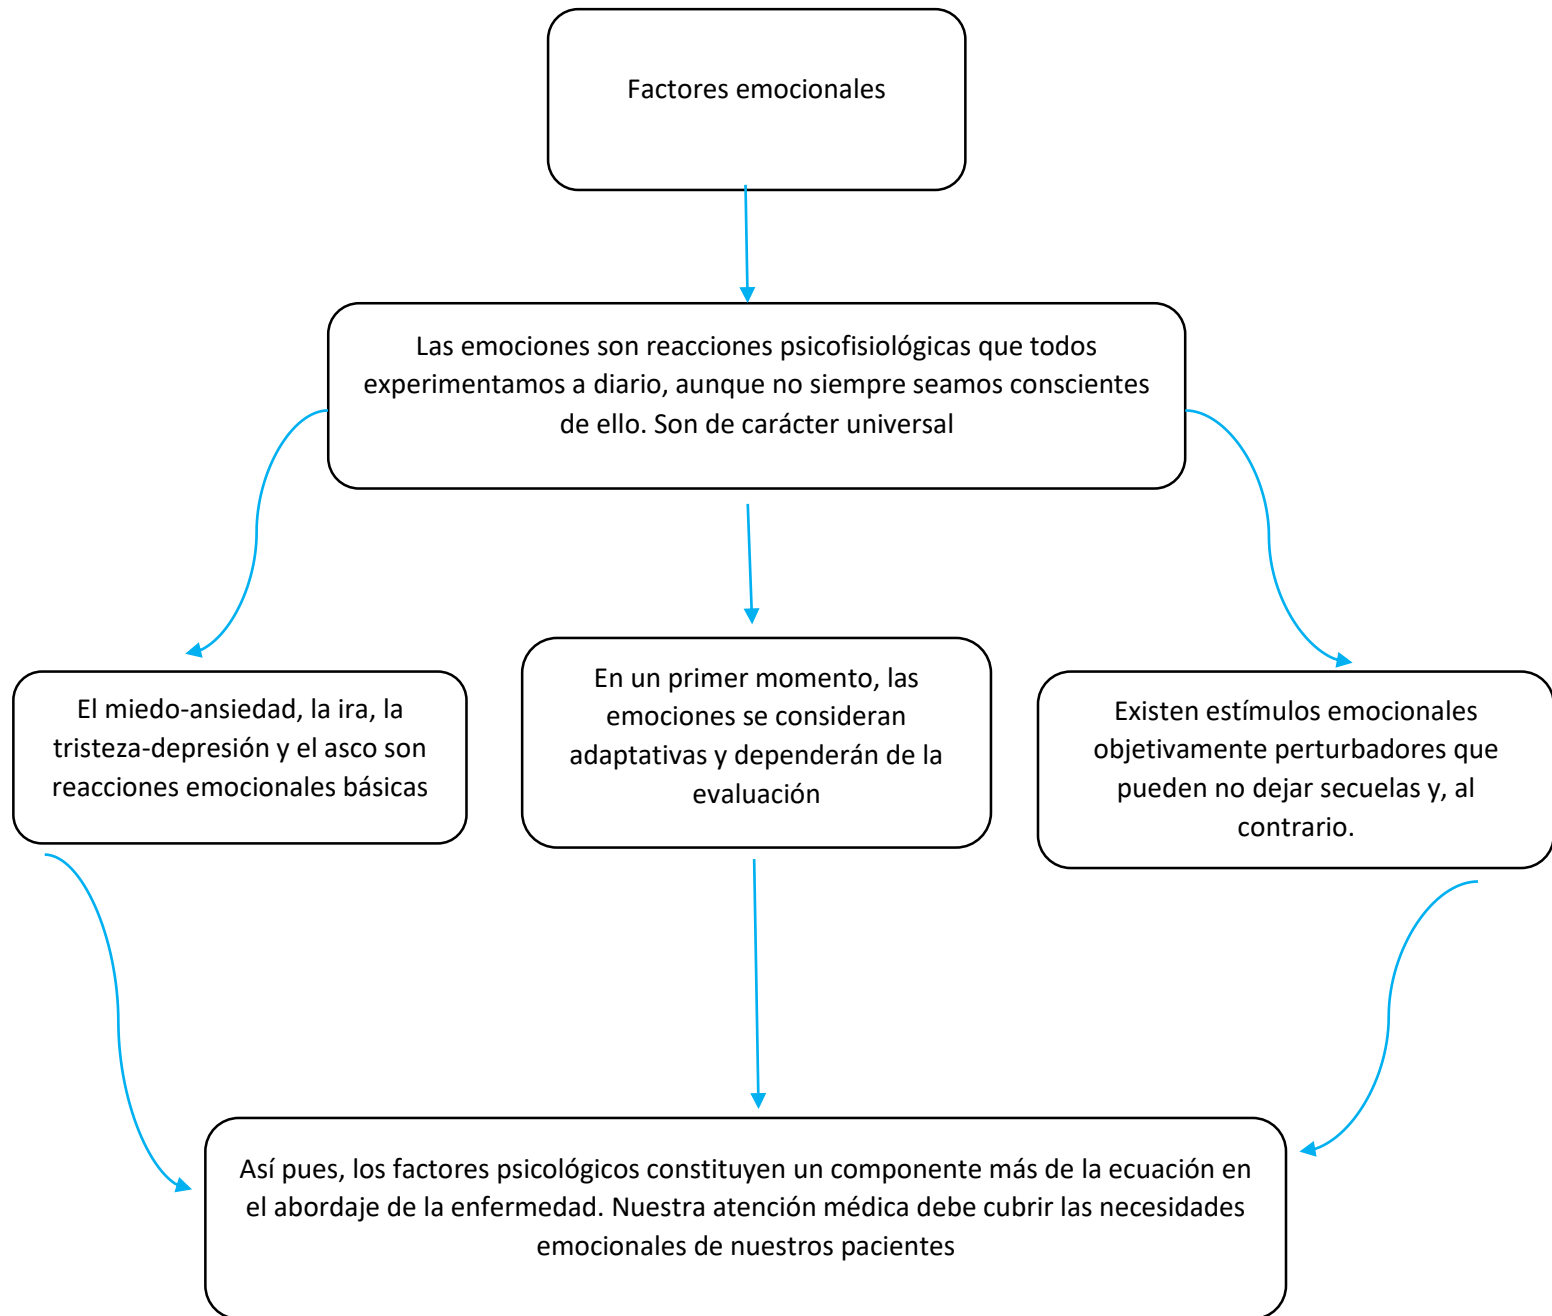 Factores emocionales
Las emociones son reacciones psicofisiológicas que todos
experimentamos a diario, aunque no siempre seamos conscientes
de ello. Son de carácter universal
El miedo-ansiedad, la ira, la
tristeza-depresión y el asco son
reacciones emocionales básicas
En un primer momento, las
emociones se consideran
adaptativas y dependerán de la
evaluación
Existen estímulos emocionales
objetivamente perturbadores que
pueden no dejar secuelas y, al
contrario.
Así pues, los factores psicológicos constituyen un componente más de la ecuación en
el abordaje de la enfermedad. Nuestra atención médica debe cubrir las necesidades
emocionales de nuestros pacientes